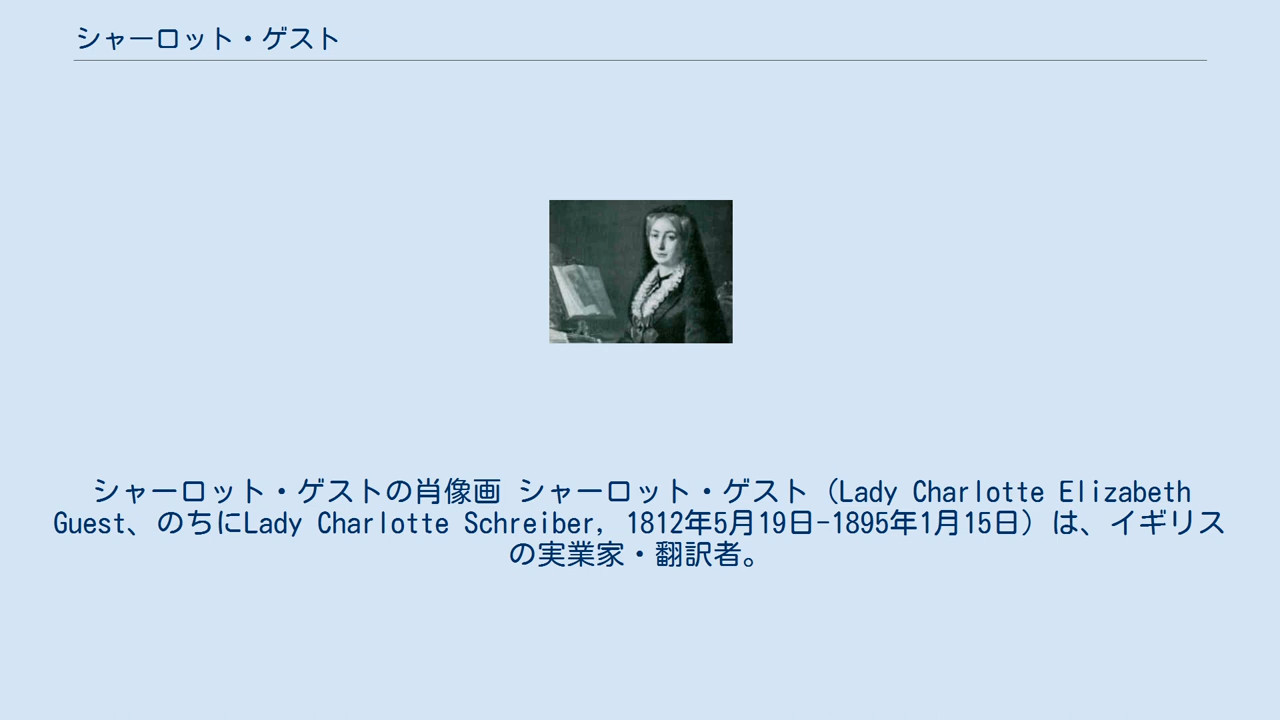 シャーロット・ゲスト
シャーロット・ゲストの肖像画 シャーロット・ゲスト（Lady Charlotte Elizabeth
Guest、のちにLady Charlotte Schreiber, 1812年5月19日-1895年1月15日）は、イギリス
の実業家・翻訳者。